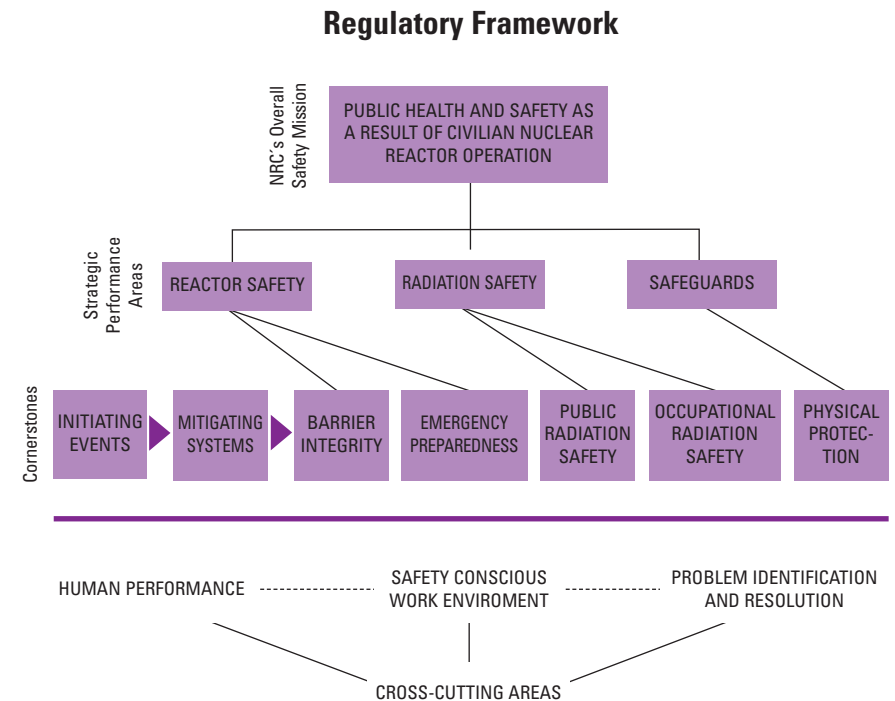 Regulatory Framework
NRC´s Overall
Safety Mission
PUBLIC HEALTH AND SAFETY AS
A RESULT OF CIVILIAN NUCLEAR
REACTOR OPERATION
Strategic
Performance
Areas
REACTOR SAFETY
RADIATION SAFETY
SAFEGUARDS
Cornerstones
INITIATING
EVENTS
MITIGATING
SYSTEMS
BARRIER
INTEGRITY
EMERGENCY
PREPAREDNESS
PUBLIC
RADIATION
SAFETY
OCCUPATIONAL
RADIATION
SAFETY
PHYSICAL
PROTEC-
TION
HUMAN PERFORMANCE
SAFETY CONSCIOUS
WORK ENVIROMENT
PROBLEM IDENTIFICATION
AND RESOLUTION
CROSS-CUTTING AREAS